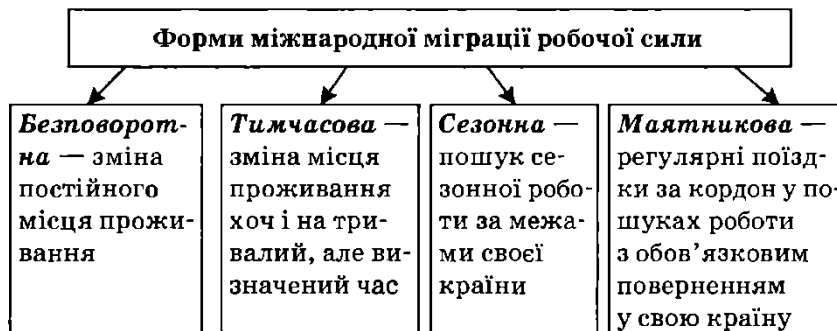 Форми міжнародної міграції робочої сили
Безповорот-
на — зміна
постійного
місця прожи-
вання
Тимчасова —
зміна місця
проживання
хоч і на три-
валий, але ви-
значений час
Сезонна —
пошук се-
зонної робо-
ти за межа-
ми своєї
країни
Маятникова —
регулярні поїзд-
ки за кордон у по-
шуках роботи
з обов’язковим
поверненням
у свою країну